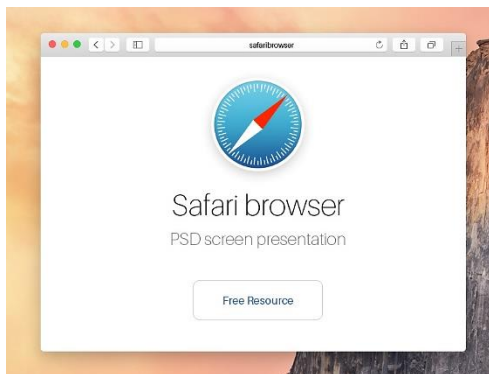 safaribrowser
Safari browser
PSD screen presentation
Free Resource